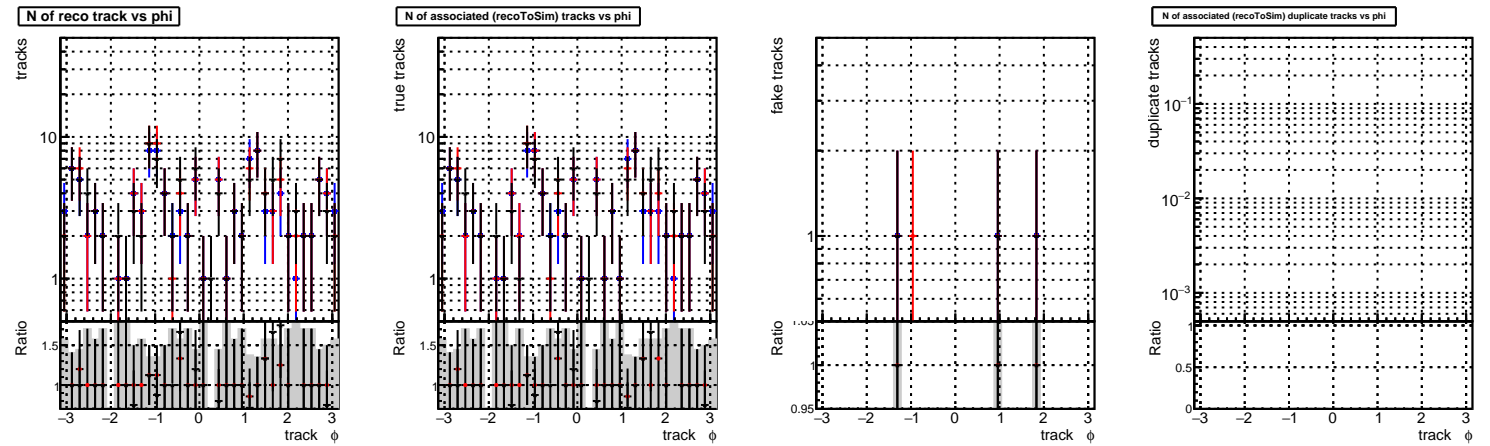 N of reco track vs phi
tracks
10
1
Ratio
1.5
1
−3 −2 −1 0 1 2 3
track ϕ
N of associated (recoToSim) tracks vs phi
true tracks
10
1
Ratio
1.5
1
−3 −2 −1 0 1 2 3
track ϕ
fake tracks
1
Ratio
1
0.95
−3 −2 −1 0 1 2 3
track ϕ
N of associated (recoToSim) duplicate tracks vs phi
duplicate tracks
10−1
10−2
10−3
Ratio
1
0.5
0
−3 −2 −1 0 1 2 3
track ϕ